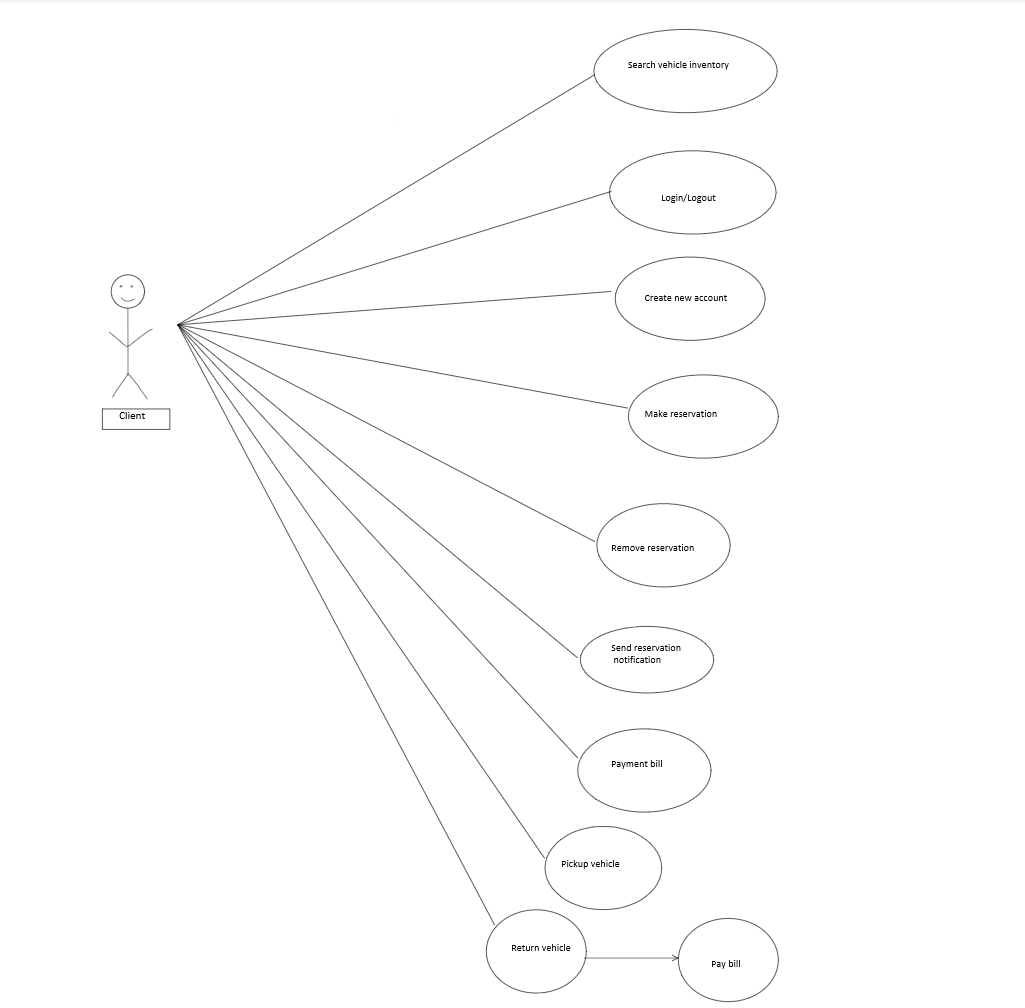 Search vehicle inventory
Login/Logout
Create new account
Make reservation
Client
Remove reservation
Send reservation
notification
Payment bill
Pickup vehicle
Return vehicle
Pay bill